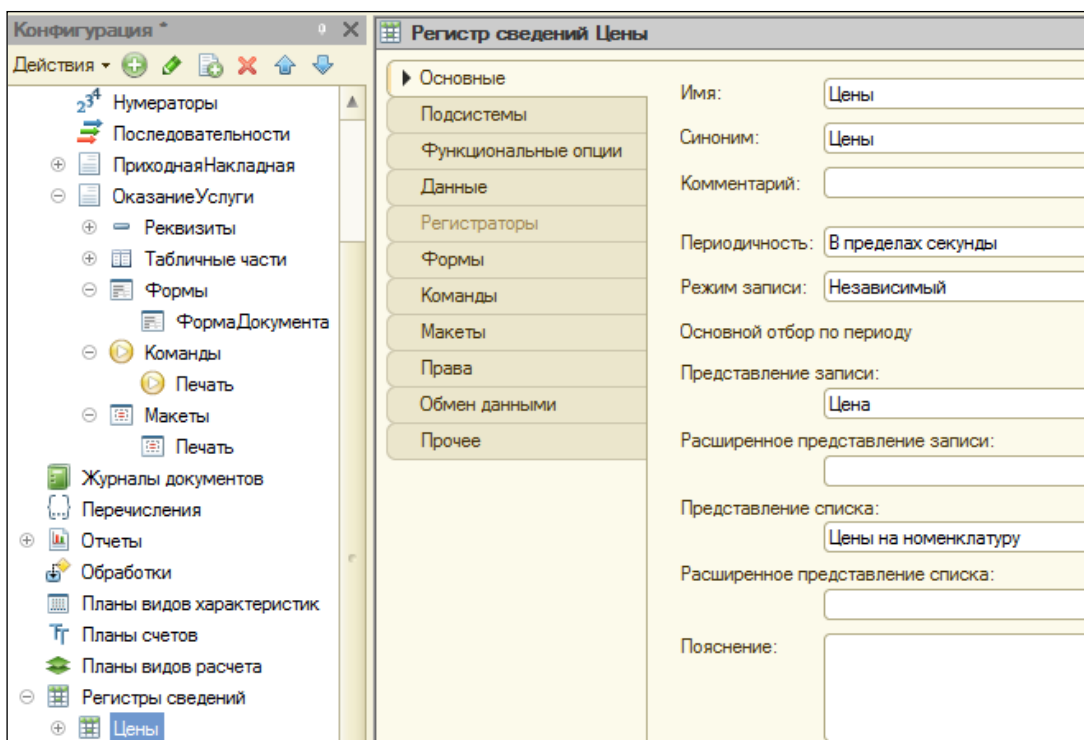 Конфигурация *
Действия
Нумераторы
Последовательности
ПриходнаяНакладная
ОказаниеУслуги
Реквизиты
Табличные части
Формы
ФормаДокумента
Команды
Печать
Макеты
Печать
Журналы документов
Перечисления
Отчеты
Обработки
Планы видов характеристик
Планы счетов
Планы видов расчета
Регистры сведений
Цены
Регистр сведений Цены
Основные
Подсистемы
Функциональные опции
Данные
Регистраторы
Формы
Команды
Макеты
Права
Обмен данными
Прочее
Имя: Цены
Синоним: Цены
Комментарий:
Периодичность: В пределах секунды
Режим записи: Независимый
Основной отбор по периоду
Представление записи:
Цена
Расширенное представление записи:
Представление списка:
Цены на номенклатуру
Расширенное представление списка:
Пояснение: